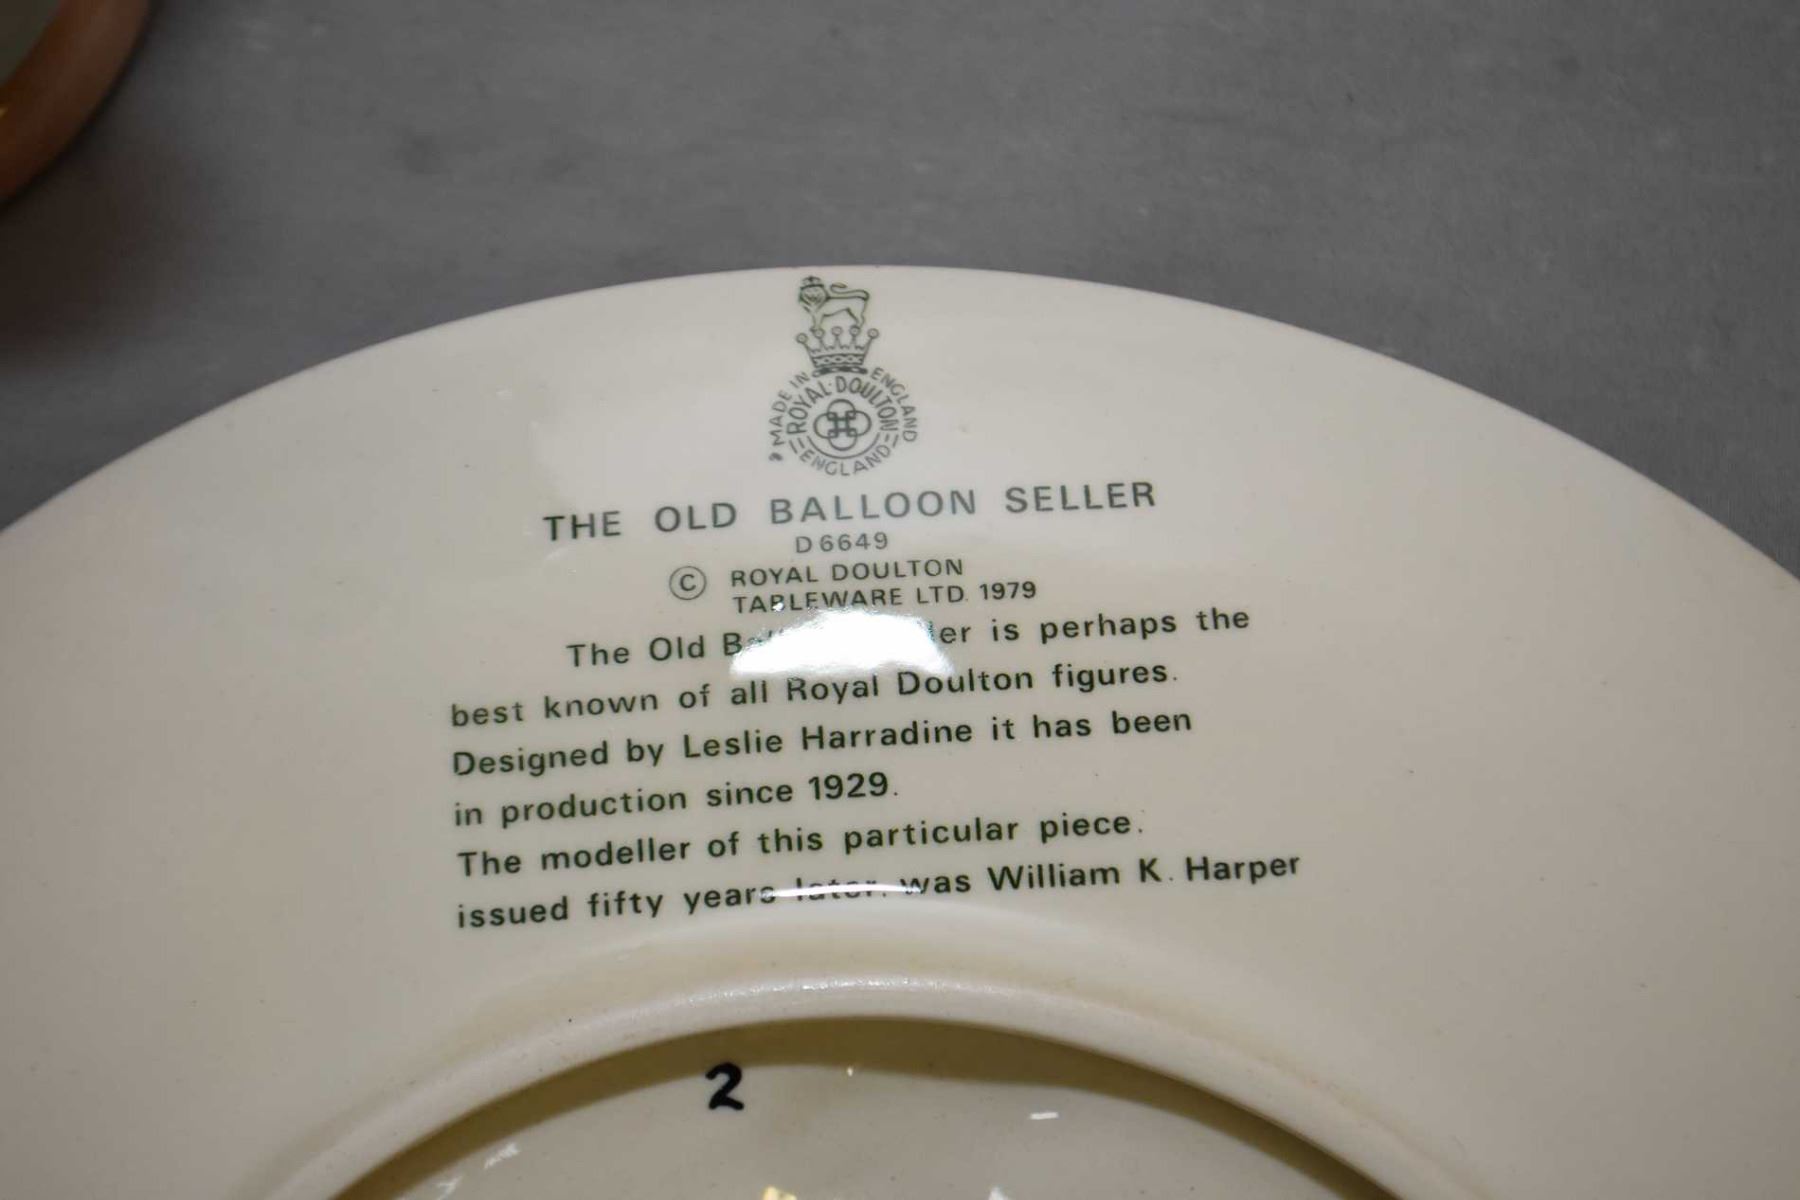 MADE IN ENGLAND
ROYAL·DOULTON
ENGLAND
THE OLD BALLOON SELLER
D6649
© ROYAL DOULTON
TABLEWARE LTD. 1979
The Old is perhaps the
best known of all Royal Doulton figures.
Designed by Leslie Harradine it has been
in production since 1929.
The modeller of this particular piece.
issued fifty years later, was William K. Harper
2